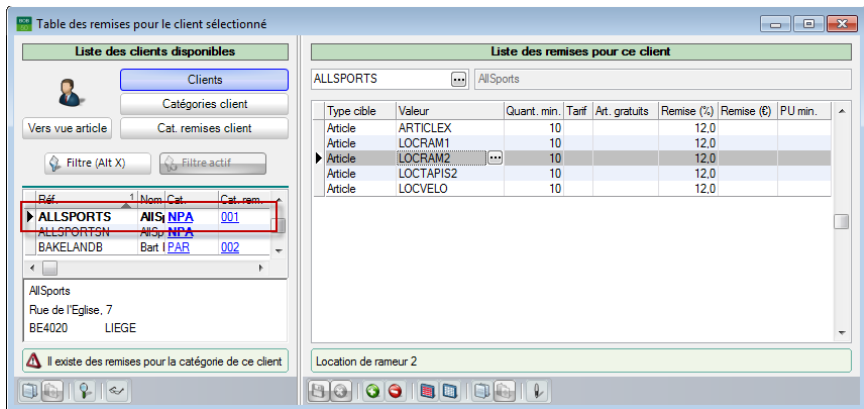 Table des remises pour le client sélectionné
Liste des clients disponibles
Clients
Catégories client
Vers vue article Cat. remises client
Filtre (Alt X) Filtre actif
Réf. 1 Nom Cat. Cat. rem.
ALLSPORTS AllS NPA 001
ALLSPORTSN AllSp NPA
BAKELANDB Bart PAR 002
AllSports
Rue de l'Eglise, 7
BE4020 LIEGE
Il existe des remises pour la catégorie de ce client
Liste des remises pour ce client
ALLSPORTS ... AllSports
Type cible Valeur Quant. min. Tarif Art. gratuits Remise (%) Remise (€) PU min.
Article ARTICLEX 10 12,0
Article LOCRAM1 10 12,0
Article LOCRAM2 ... 10 12,0
Article LOCTAPIS2 10 12,0
Article LOCVELO 10 12,0
Location de rameur 2